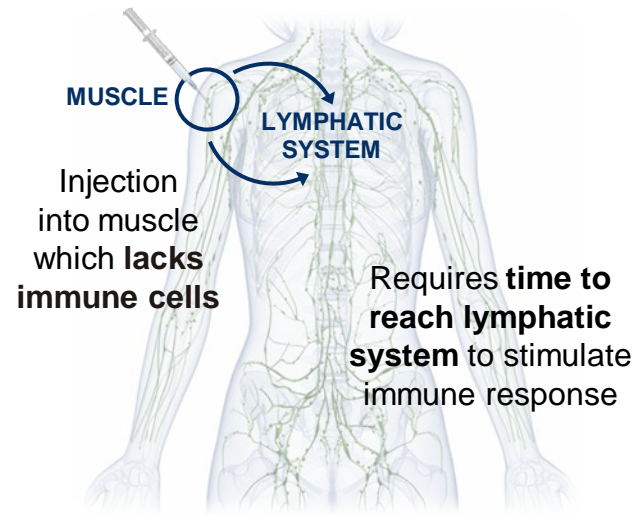 MUSCLE
LYMPHATIC
SYSTEM
Injection
into muscle
which lacks
immune cells
Requires time to
reach lymphatic
system to stimulate
immune response